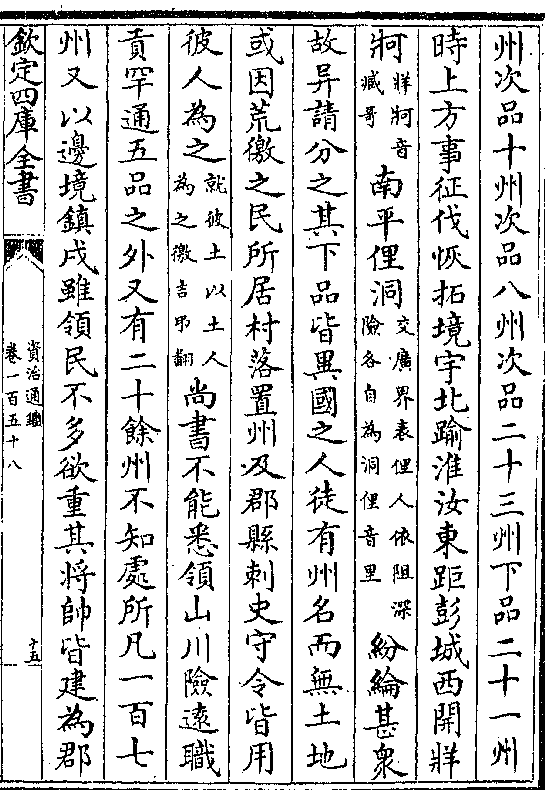 州次品十州次品八州次品二十三州下品二十一州
時上方事征伐恢拓境宇北踰淮汝東距彭城西開牂
牁牂牁音臧哥南平俚洞交廣界表俚人依阻深險各自為洞俚音里紛綸甚衆
故异請分之其下品皆異國之人徒有州名而無土地
或因荒徼之民所居村落置州及郡縣刺史守令皆用
彼人為之就彼土以土人為之徼吉弔翻尚書不能悉領山川險遠職
貢罕通五品之外又有二十餘州不知處所凡一百七
州又以邊境鎮戍雖領民不多欲重其將帥皆建為郡
欽定四庫全書
資治通鑑
卷一百五十八
十五